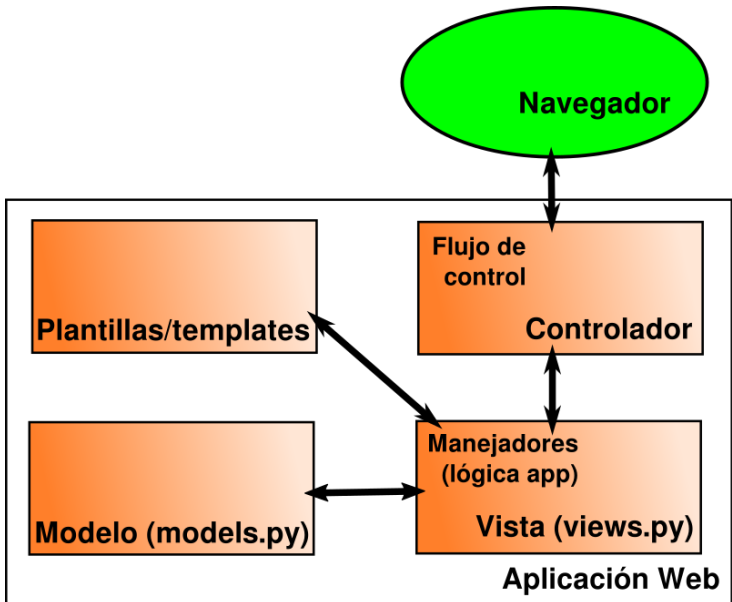 Navegador
Flujo de
control
Controlador
Plantillas/templates
Manejadores
(lógica app)
Vista (views.py)
Modelo (models.py)
Aplicación Web